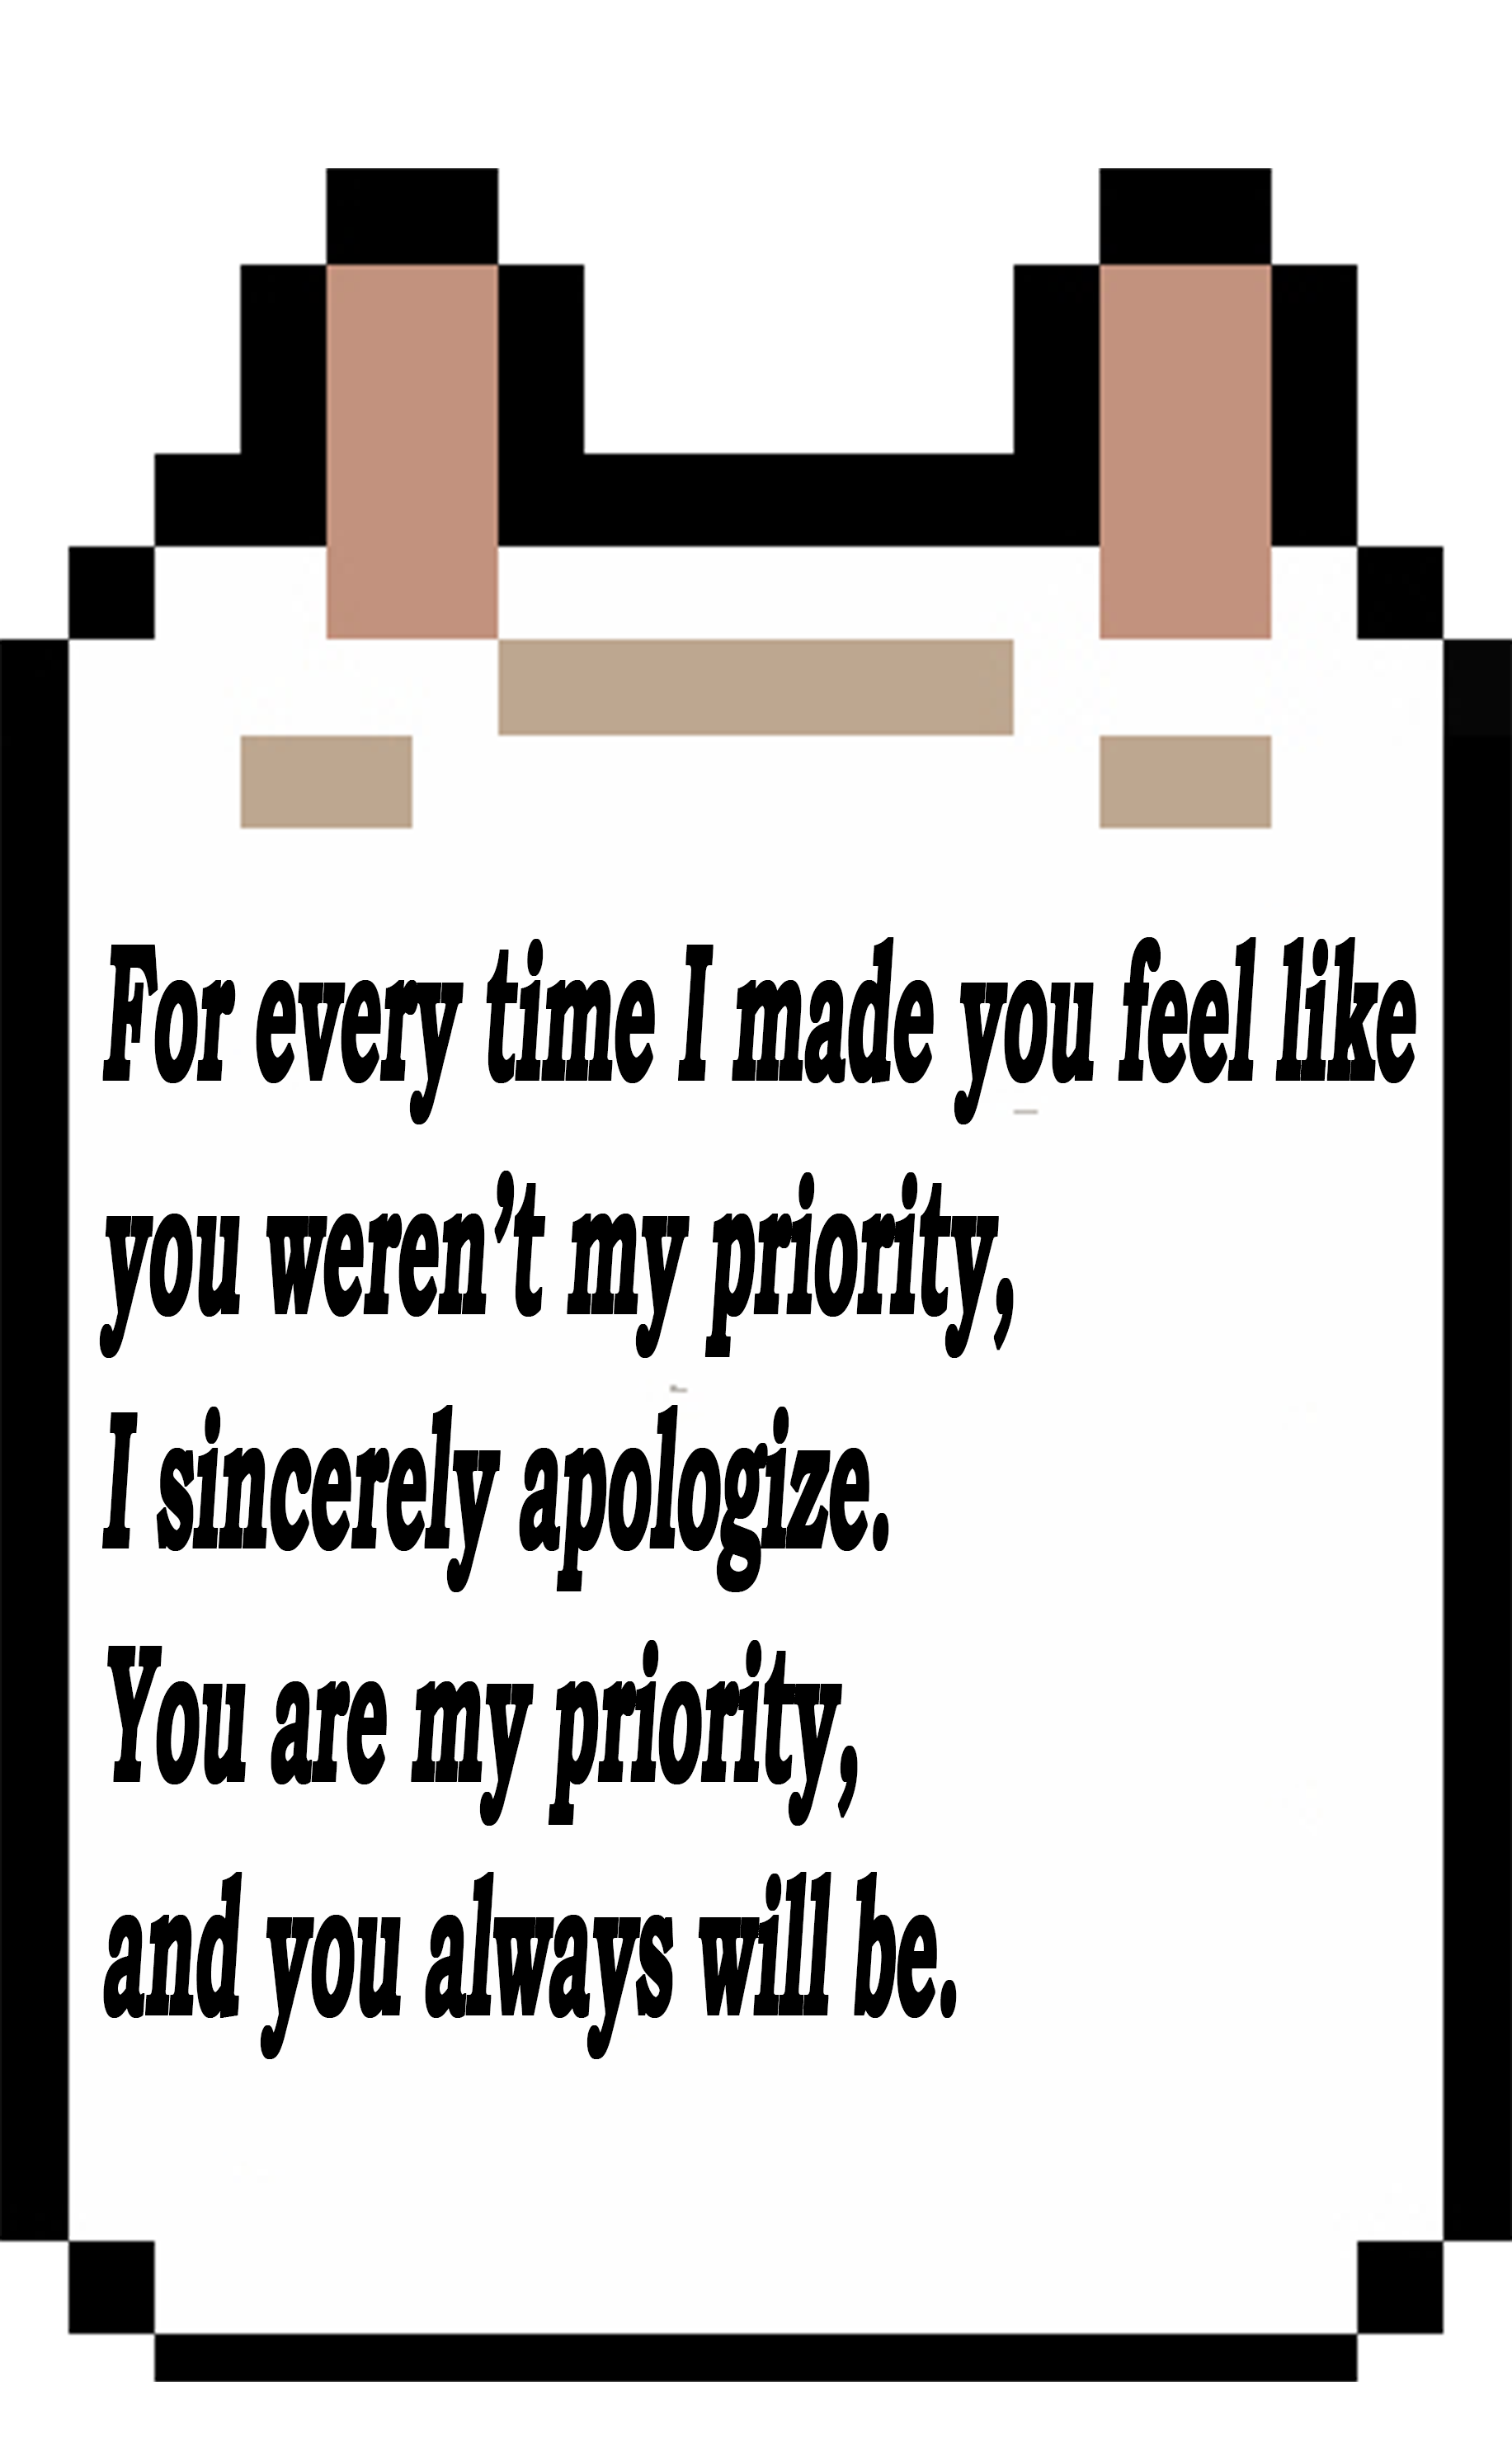 For every time I made you feel like
you weren’t my priority,
I sincerely apologize.
You are my priority,
and you always will be.